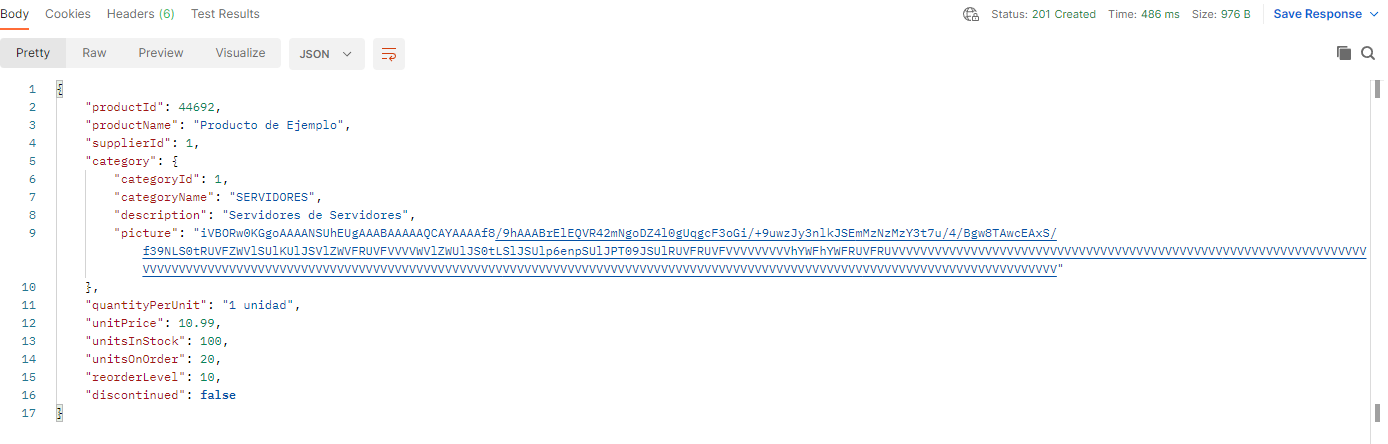 Body Cookies Headers (6) Test Results Status: 201 Created Time: 486 ms Size: 976 B Save Response
Pretty Raw Preview Visualize JSON
1 {
2 "productId": 44692,
3 "productName": "Producto de Ejemplo",
4 "supplierId": 1,
5 "category": {
6 "categoryId": 1,
7 "categoryName": "SERVIDORES",
8 "description": "Servidores de Servidores",
9 "picture": "iVBORw0KGgoAAAANSUhEUgAAABAAAAAQCAYAAAAf8/9hAAABrElEQVR42mNgoDZ4l0gUqgcF3oGi/+9uwzJy3nlkJSEmMzNzMzY3t7u/4/Bgw8TAwcEAxS/
10 },
11 "quantityPerUnit": "1 unidad",
12 "unitPrice": 10.99,
13 "unitsInStock": 100,
14 "unitsOnOrder": 20,
15 "reorderLevel": 10,
16 "discontinued": false
17 }